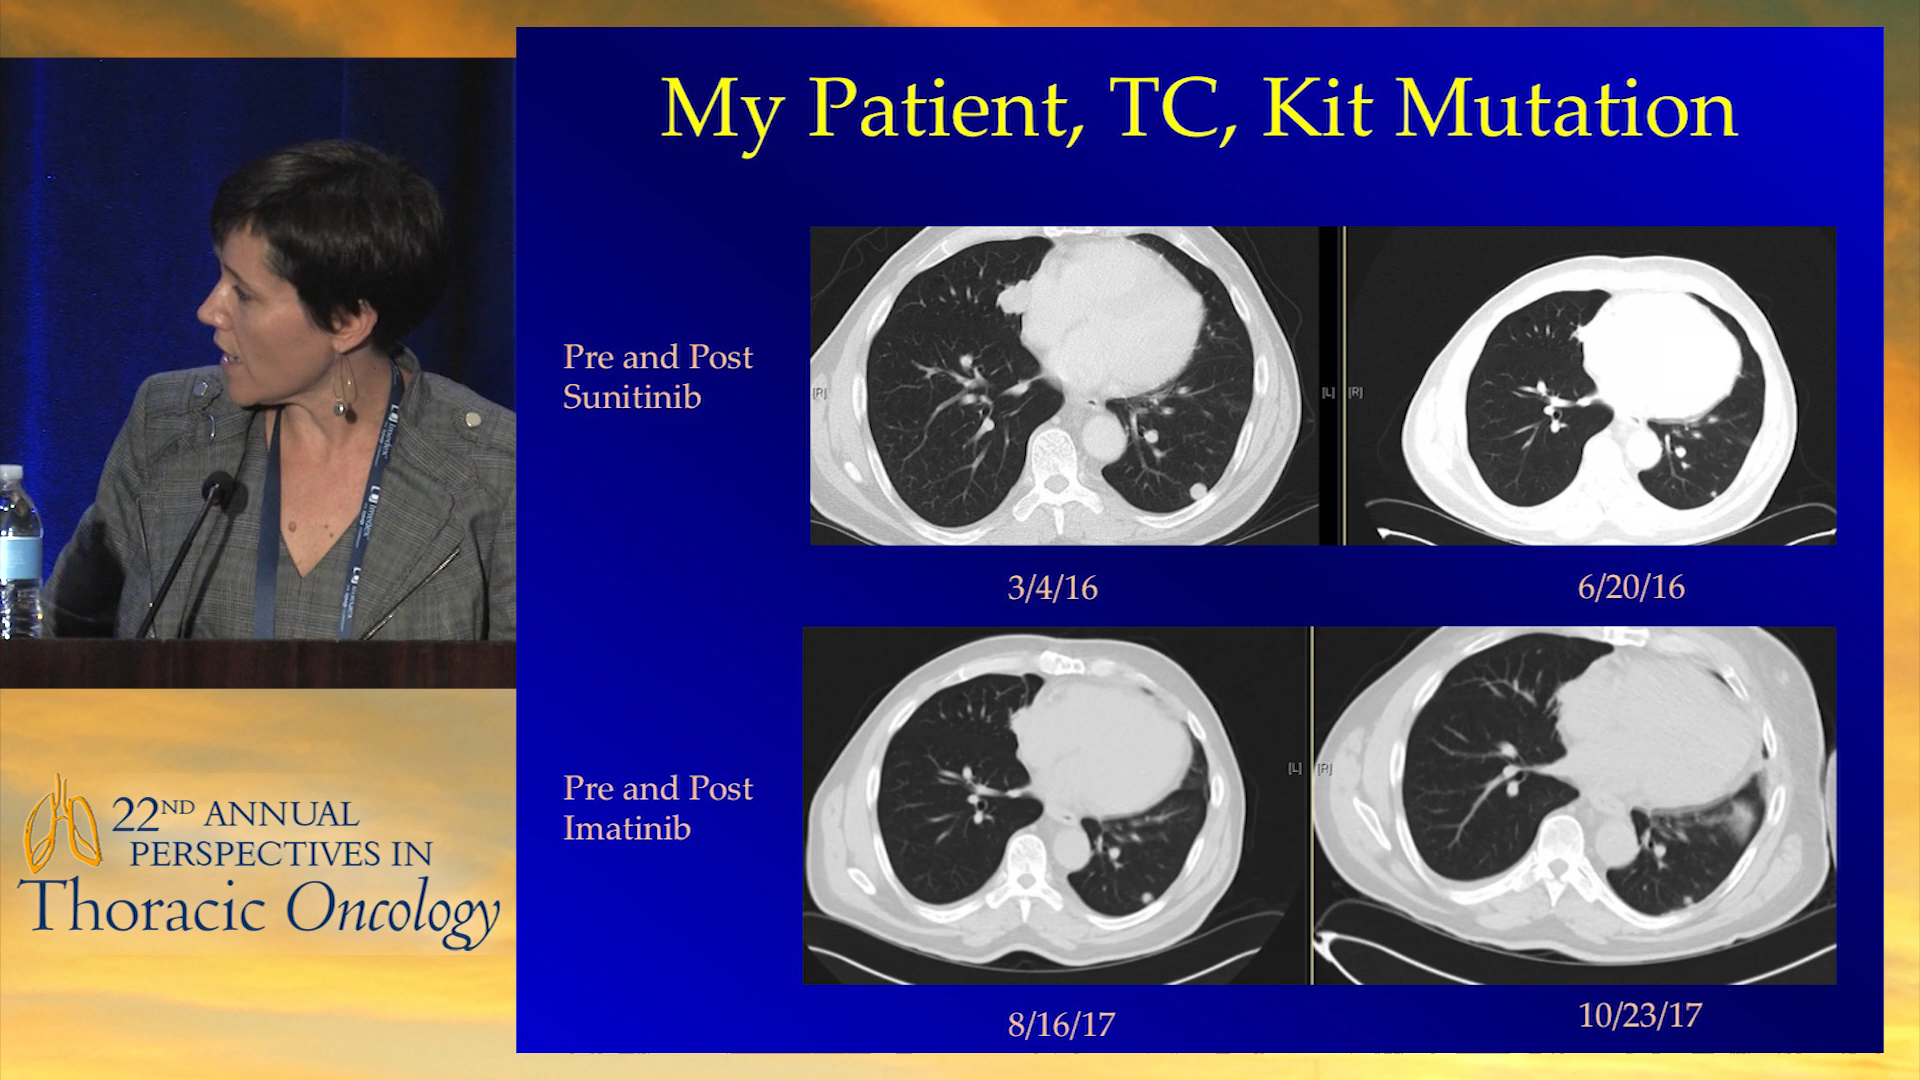 My Patient, TC, Kit Mutation
Pre and Post
Sunitinib
[R]
[L]
[R]
3/4/16
6/20/16
Pre and Post
Imatinib
[L]
[R]
8/16/17
10/23/17
22ND ANNUAL
PERSPECTIVES IN
Thoracic Oncology
imedex